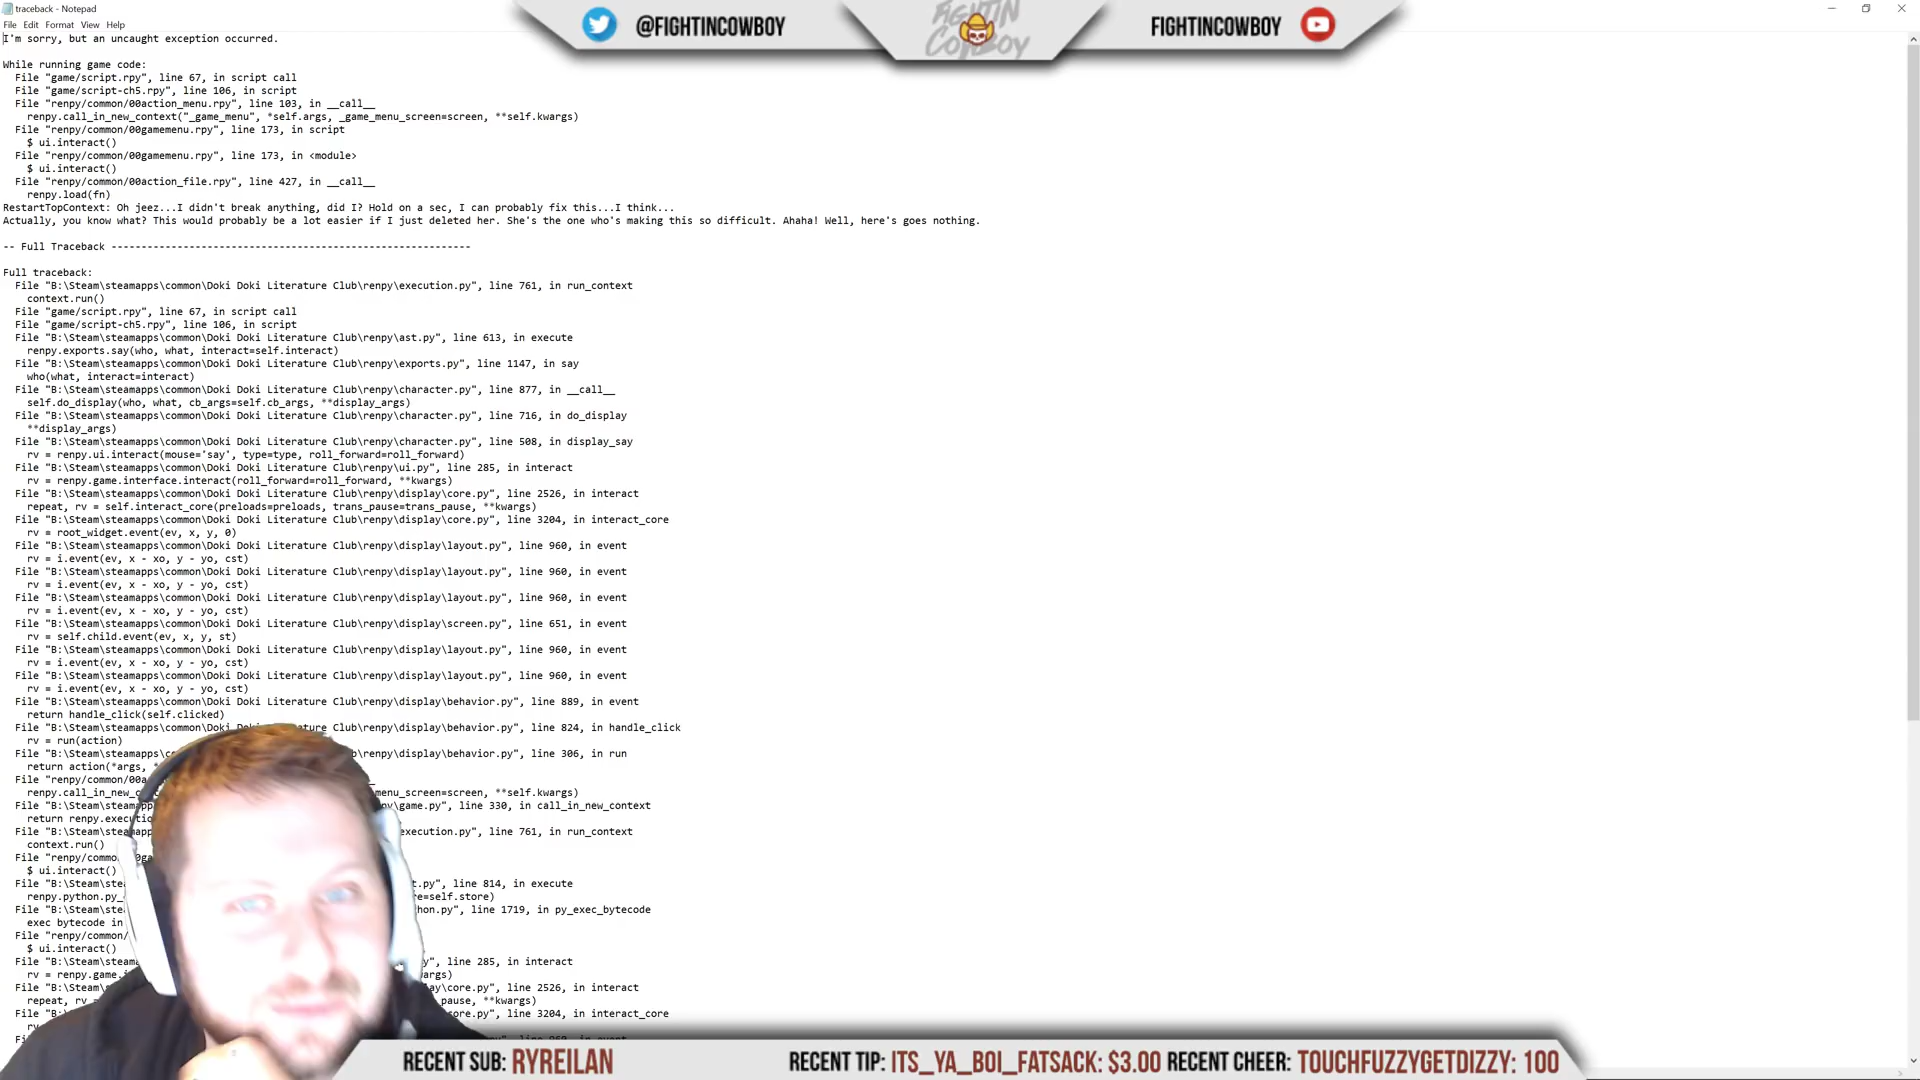 traceback - Notepad
File Edit Format View Help
@FIGHTINCOWBOY
FIGHTIN COWBOY
FIGHTINCOWBOY
I'm sorry, but an uncaught exception occurred.
While running game code:
File "game/script.rpy", line 67, in script call
File "game/script-ch5.rpy", line 106, in script
File "renpy/common/00action_menu.rpy", line 103, in __call__
renpy.call_in_new_context("_game_menu", *self.args, _game_menu_screen=screen, **self.kwargs)
File "renpy/common/00gamemenu.rpy", line 173, in script
$ ui.interact()
File "renpy/common/00gamemenu.rpy", line 173, in <module>
$ ui.interact()
File "renpy/common/00action_file.rpy", line 427, in __call__
renpy.load(fn)
RestartTopContext: Oh jeez...I didn't break anything, did I? Hold on a sec, I can probably fix this...I think...
Actually, you know what? This would probably be a lot easier if I just deleted her. She's the one who's making this so difficult. Ahaha! Well, here's goes nothing.
-- Full Traceback ------------------------------------------------------------
Full traceback:
File "B:\Steam\steamapps\common\Doki Doki Literature Club\renpy\execution.py", line 761, in run_context
context.run()
File "game/script.rpy", line 67, in script call
File "game/script-ch5.rpy", line 106, in script
File "B:\Steam\steamapps\common\Doki Doki Literature Club\renpy\ast.py", line 613, in execute
renpy.exports.say(who, what, interact=self.interact)
File "B:\Steam\steamapps\common\Doki Doki Literature Club\renpy\exports.py", line 1147, in say
who(what, interact=interact)
File "B:\Steam\steamapps\common\Doki Doki Literature Club\renpy\character.py", line 877, in __call__
self.do_display(who, what, cb_args=self.cb_args, **display_args)
File "B:\Steam\steamapps\common\Doki Doki Literature Club\renpy\character.py", line 716, in do_display
**display_args)
File "B:\Steam\steamapps\common\Doki Doki Literature Club\renpy\character.py", line 508, in display_say
rv = renpy.ui.interact(mouse='say', type=type, roll_forward=roll_forward)
File "B:\Steam\steamapps\common\Doki Doki Literature Club\renpy\ui.py", line 285, in interact
rv = renpy.game.interface.interact(roll_forward=roll_forward, **kwargs)
File "B:\Steam\steamapps\common\Doki Doki Literature Club\renpy\display\core.py", line 2526, in interact
repeat, rv = self.interact_core(preloads=preloads, trans_pause=trans_pause, **kwargs)
File "B:\Steam\steamapps\common\Doki Doki Literature Club\renpy\display\core.py", line 3204, in interact_core
rv = root_widget.event(ev, x, y, 0)
File "B:\Steam\steamapps\common\Doki Doki Literature Club\renpy\display\layout.py", line 960, in event
rv = i.event(ev, x - xo, y - yo, cst)
File "B:\Steam\steamapps\common\Doki Doki Literature Club\renpy\display\layout.py", line 960, in event
rv = i.event(ev, x - xo, y - yo, cst)
File "B:\Steam\steamapps\common\Doki Doki Literature Club\renpy\display\layout.py", line 960, in event
rv = i.event(ev, x - xo, y - yo, cst)
File "B:\Steam\steamapps\common\Doki Doki Literature Club\renpy\display\screen.py", line 651, in event
rv = self.child.event(ev, x, y, st)
File "B:\Steam\steamapps\common\Doki Doki Literature Club\renpy\display\layout.py", line 960, in event
rv = i.event(ev, x - xo, y - yo, cst)
File "B:\Steam\steamapps\common\Doki Doki Literature Club\renpy\display\layout.py", line 960, in event
rv = i.event(ev, x - xo, y - yo, cst)
File "B:\Steam\steamapps\common\Doki Doki Literature Club\renpy\display\behavior.py", line 889, in event
return handle_click(self.clicked)
File "B:\Steam\steamapps\common\Doki ature Club\renpy\display\behavior.py", line 824, in handle_click
rv = run(action)
File "B:\Steam\steamapps\ b\renpy\display\behavior.py", line 306, in run
return action(*args,
File "renpy/common/00a
renpy.call_in_new_ menu_screen=screen, **self.kwargs)
File "B:\Steam\steamapp game.py", line 330, in call_in_new_context
return renpy.executio
File "B:\Steam\steamapp execution.py", line 761, in run_context
context.run()
File "renpy/commo
$ ui.interact()
File "B:\Steam\stea t.py", line 814, in execute
renpy.python.py_ re=self.store)
File "B:\Steam\stea hon.py", line 1719, in py_exec_bytecode
exec bytecode in
File "renpy/common/
$ ui.interact()
File "B:\Steam\steama y", line 285, in interact
rv = renpy.game.i args)
File "B:\Steam\steama ay\core.py", line 2526, in interact
repeat, rv = pause, **kwargs)
File "B:\Steam\steama core.py", line 3204, in interact_core
RECENT SUB: RYREILAN
RECENT TIP: ITS_YA_BOI_FATSACK: $3.00 RECENT CHEER: TOUCHFUZZYGETDIZZY: 100